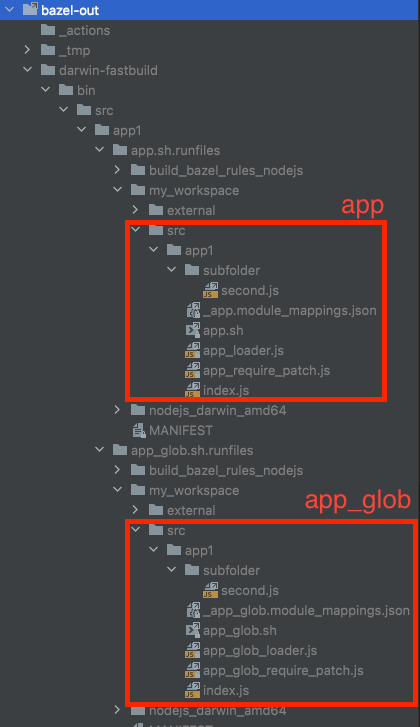 bazel-out
_actions
_tmp
darwin-fastbuild
bin
src
app1
app.sh.runfiles
build_bazel_rules_nodejs
my_workspace
app
external
src
app1
subfolder
second.js
_app.module_mappings.json
app.sh
app_loader.js
app_require_patch.js
index.js
nodejs_darwin_amd64
MANIFEST
app_glob.sh.runfiles
build_bazel_rules_nodejs
my_workspace
app_glob
external
src
app1
subfolder
second.js
_app_glob.module_mappings.json
app_glob.sh
app_glob_loader.js
app_glob_require_patch.js
index.js
nodejs_darwin_amd64
MANIFEST